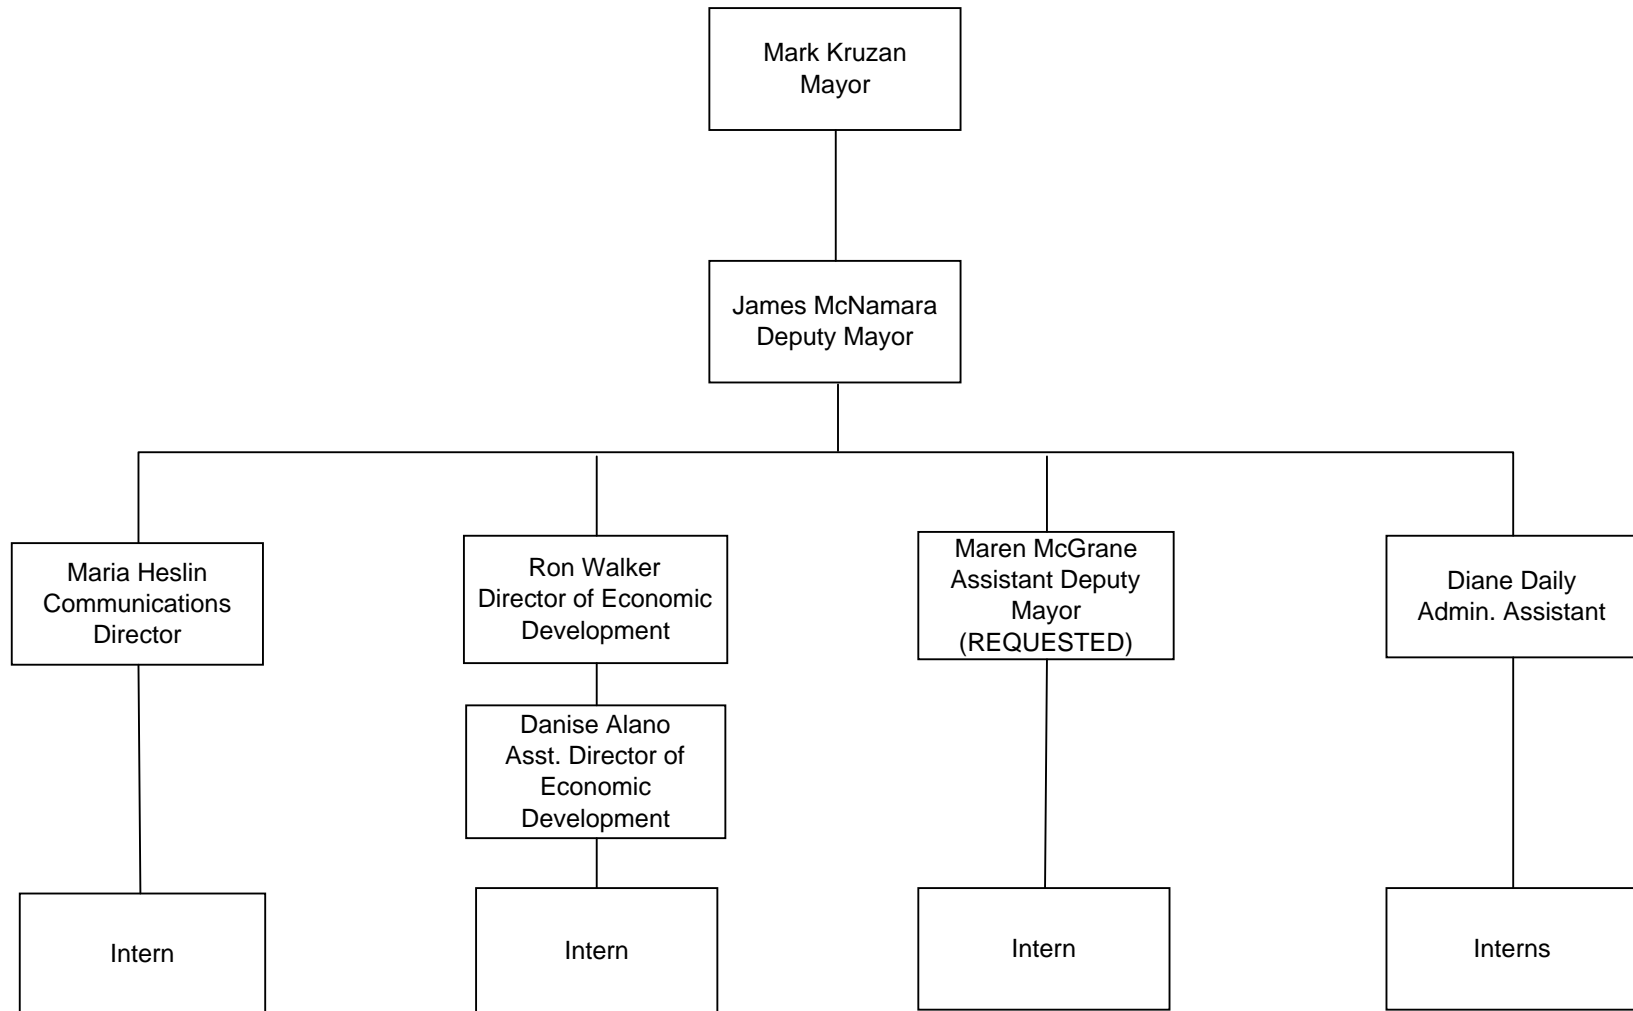 Mark Kruzan
Mayor
James McNamara
Deputy Mayor
Maria Heslin
Communications
Director
Ron Walker
Director of Economic
Development
Maren McGrane
Assistant Deputy
Mayor
(REQUESTED)
Diane Daily
Admin. Assistant
Danise Alano
Asst. Director of
Economic
Development
Intern
Intern
Intern
Interns